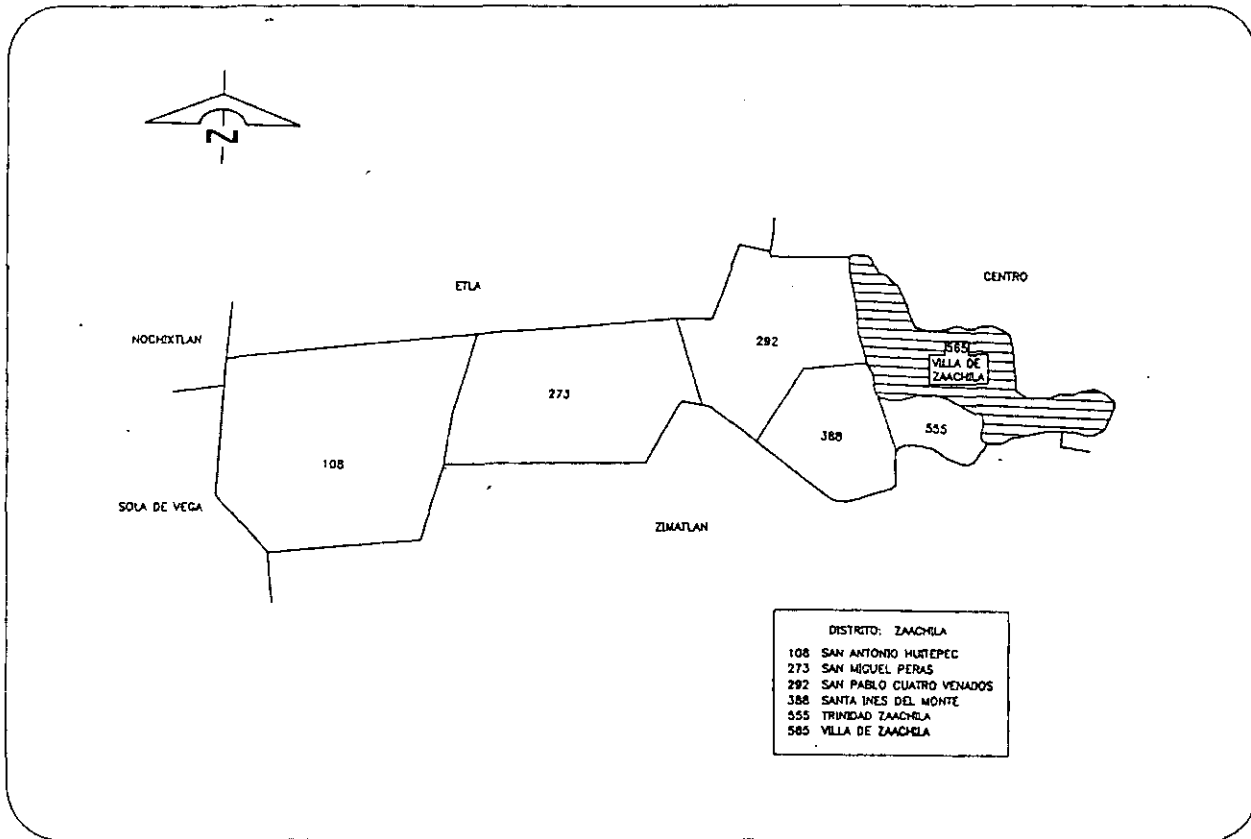 N
ETLA
CENTRO
NOCHIXTLAN
292
565
VILLA DE
ZAACHILA
273
388
555
108
SOLA DE VEGA
ZIMATLAN
DISTRITO: ZAACHILA
108 SAN ANTONIO HUITEPEC
273 SAN MIGUEL PERAS
292 SAN PABLO CUATRO VENADOS
388 SANTA INES DEL MONTE
555 TRINIDAD ZAACHILA
565 VILLA DE ZAACHILA